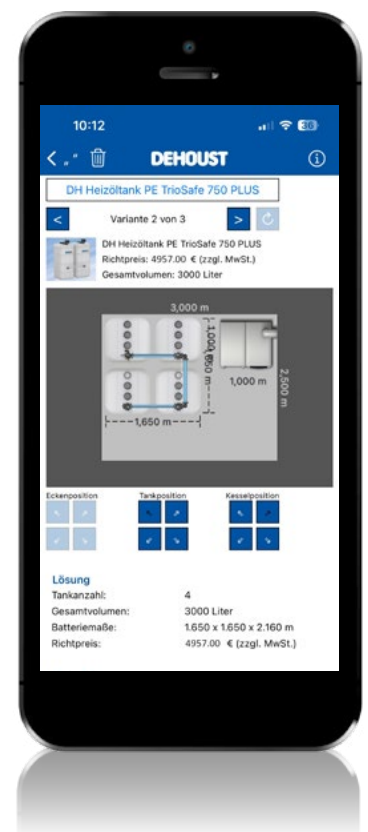 10:12
36
< „ “ DEHOUST i
DH Heizöltank PE TrioSafe 750 PLUS
< Variante 2 von 3 >
DH Heizöltank PE TrioSafe 750 PLUS
Richtpreis: 4957.00 € (zzgl. MwSt.)
Gesamtvolumen: 3000 Liter
3,000 m
1,000 m
1,650 m
1,000 m
2,500 m
1,650 m
Eckenposition Tankposition Kesselposition
Lösung
Tankanzahl: 4
Gesamtvolumen: 3000 Liter
Batteriemaße: 1.650 x 1.650 x 2.160 m
Richtpreis: 4957.00 € (zzgl. MwSt.)